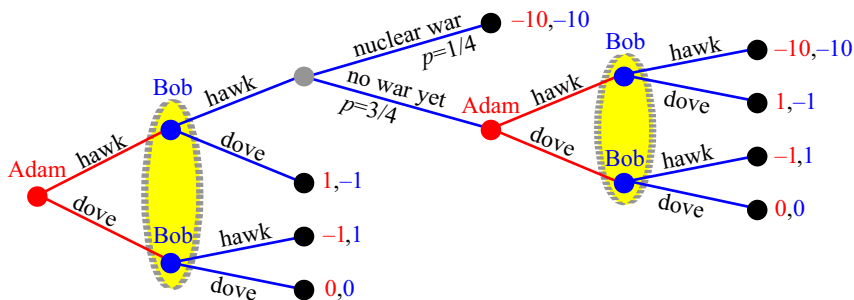 nuclear war
p=1/4
–10,–10
Bob
hawk
–10,–10
Bob
hawk
no war yet
p=3/4
Adam
hawk
dove
1,–1
Adam
hawk
dove
1,–1
dove
Bob
hawk
–1,1
dove
0,0
dove
Bob
hawk
–1,1
dove
0,0